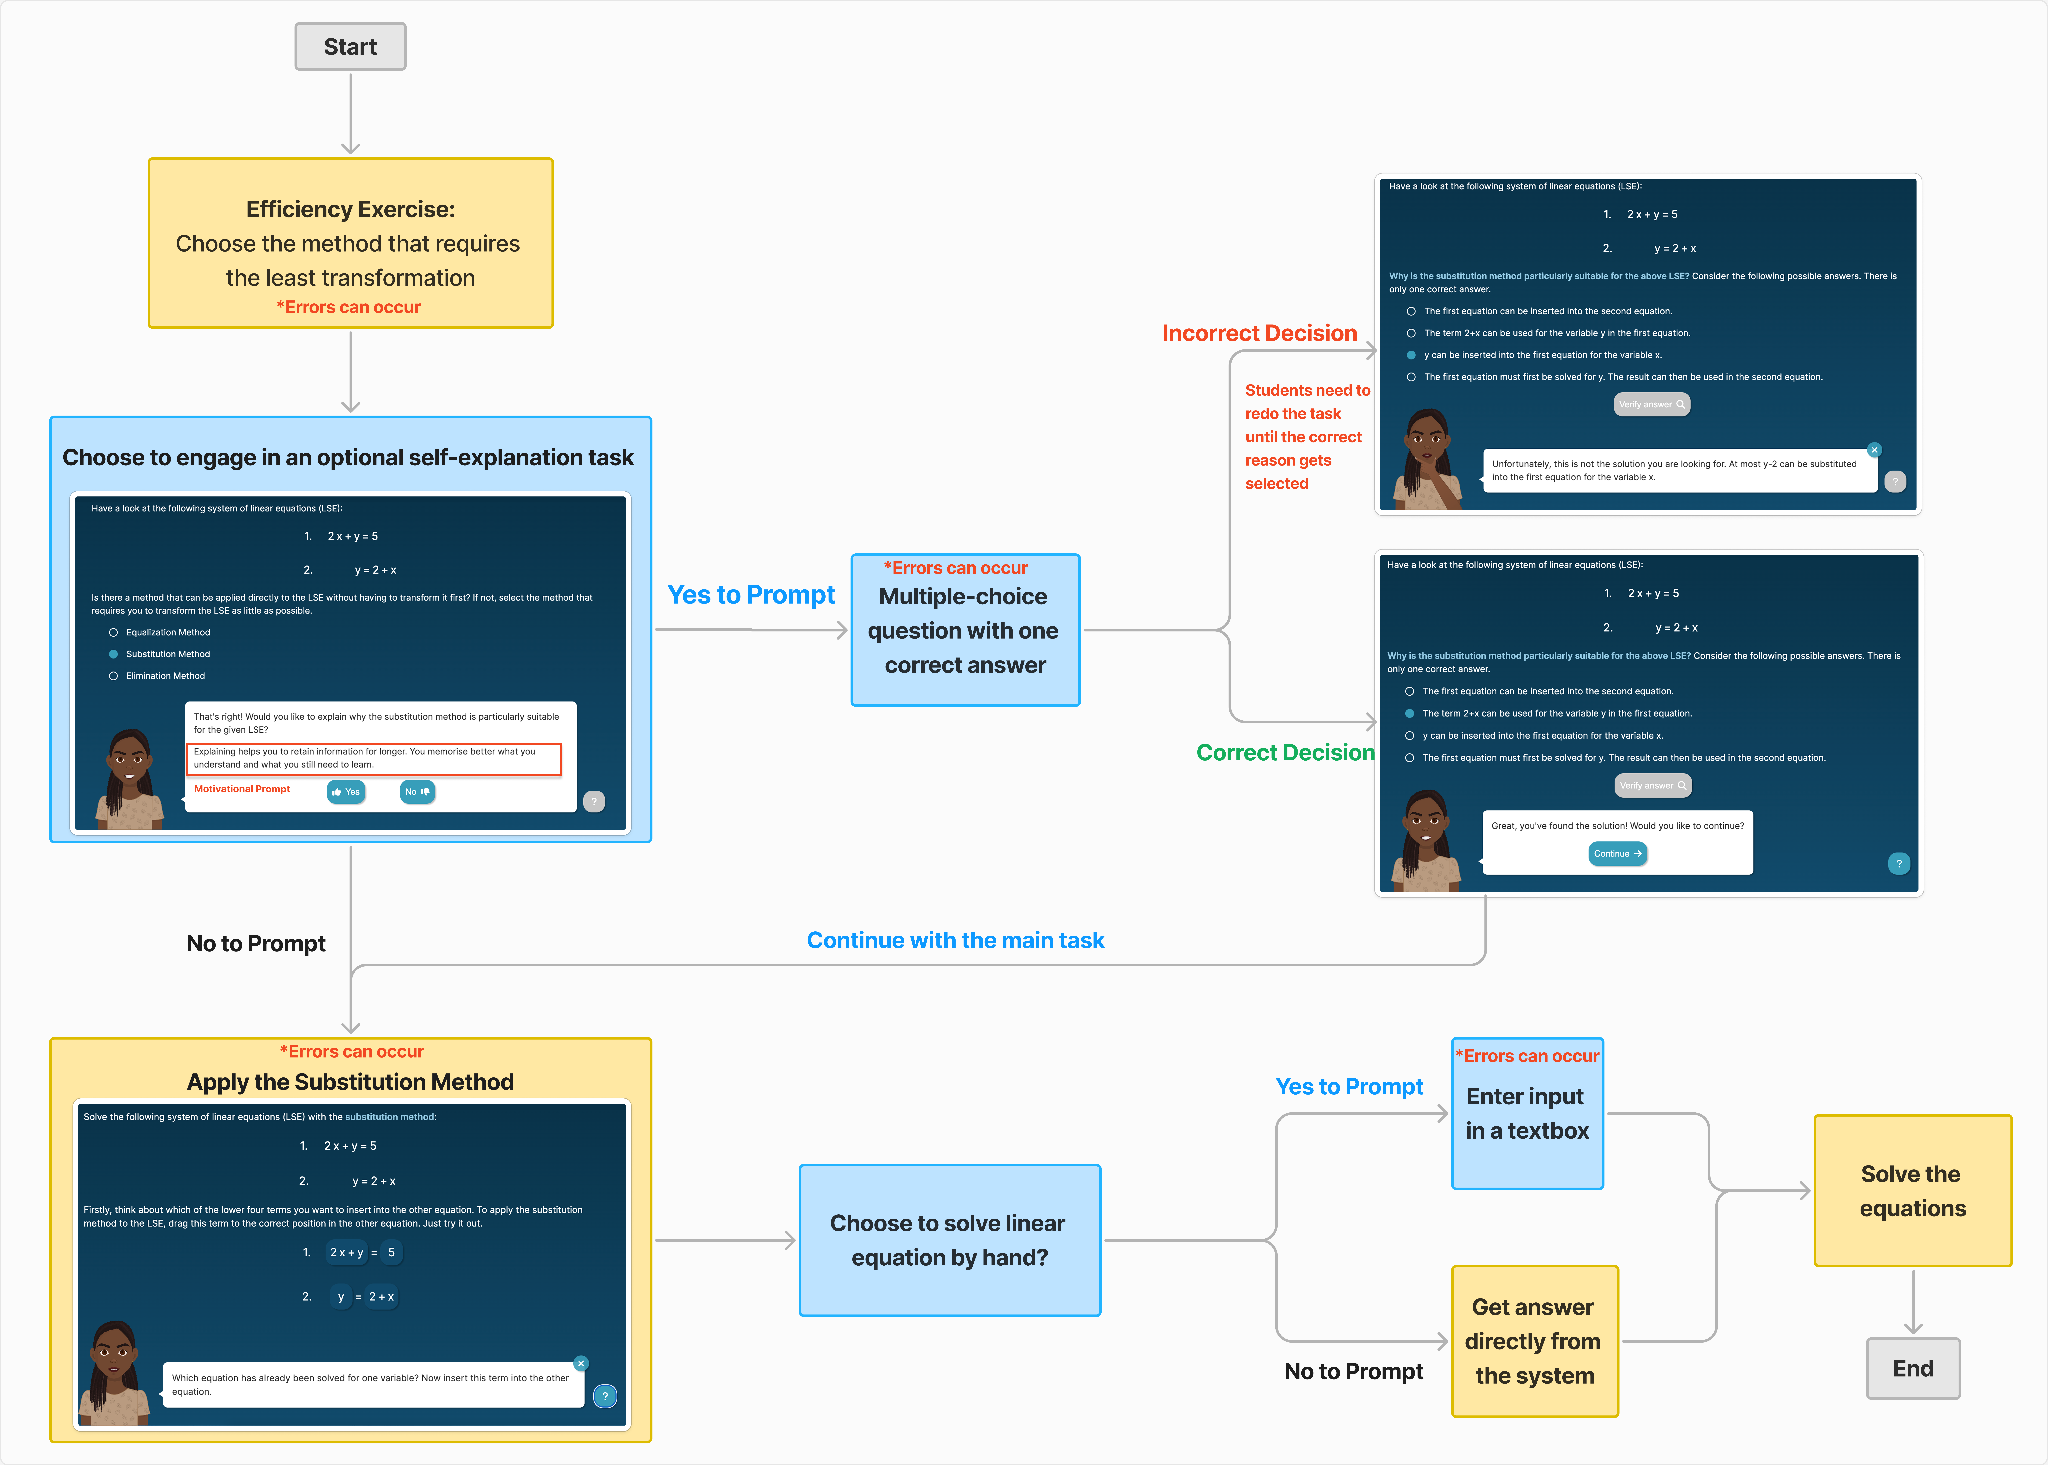 Start
Efficiency Exercise:
Choose the method that requires
the least transformation
*Errors can occur
Choose to engage in an optional self-explanation task
Have a look at the following system of linear equations (LSE):
1. 2 x + y = 5
2. y = 2 + x
Is there a method that can be applied directly to the LSE without having to transform it first? If not, select the method that
requires you to transform the LSE as little as possible.
Equalization Method
Substitution Method
Elimination Method
That's right! Would you like to explain why the substitution method is particularly suitable
for the given LSE?
Explaining helps you to retain information for longer. You memorise better what you
understand and what you still need to learn.
Motivational Prompt
Yes
No
?
Yes to Prompt
*Errors can occur
Multiple-choice
question with one
correct answer
Incorrect Decision
Students need to
redo the task
until the correct
reason gets
selected
Have a look at the following system of linear equations (LSE):
1. 2 x + y = 5
2. y = 2 + x
Why is the substitution method particularly suitable for the above LSE? Consider the following possible answers. There is
only one correct answer.
The first equation can be inserted into the second equation.
The term 2+x can be used for the variable y in the first equation.
y can be inserted into the first equation for the variable x.
The first equation must first be solved for y. The result can then be used in the second equation.
Verify answer
Unfortunately, this is not the solution you are looking for. At most y-2 can be substituted
into the first equation for the variable x.
?
Correct Decision
Have a look at the following system of linear equations (LSE):
1. 2 x + y = 5
2. y = 2 + x
Why is the substitution method particularly suitable for the above LSE? Consider the following possible answers. There is
only one correct answer.
The first equation can be inserted into the second equation.
The term 2+x can be used for the variable y in the first equation.
y can be inserted into the first equation for the variable x.
The first equation must first be solved for y. The result can then be used in the second equation.
Verify answer
Great, you've found the solution! Would you like to continue?
Continue →
?
No to Prompt
Continue with the main task
*Errors can occur
Apply the Substitution Method
Solve the following system of linear equations (LSE) with the substitution method:
1. 2 x + y = 5
2. y = 2 + x
Firstly, think about which of the lower four terms you want to insert into the other equation. To apply the substitution
method to the LSE, drag this term to the correct position in the other equation. Just try it out.
1. 2 x + y = 5
2. y = 2 + x
Which equation has already been solved for one variable? Now insert this term into the other
equation.
?
Choose to solve linear
equation by hand?
Yes to Prompt
*Errors can occur
Enter input
in a textbox
No to Prompt
Get answer
directly from
the system
Solve the
equations
End